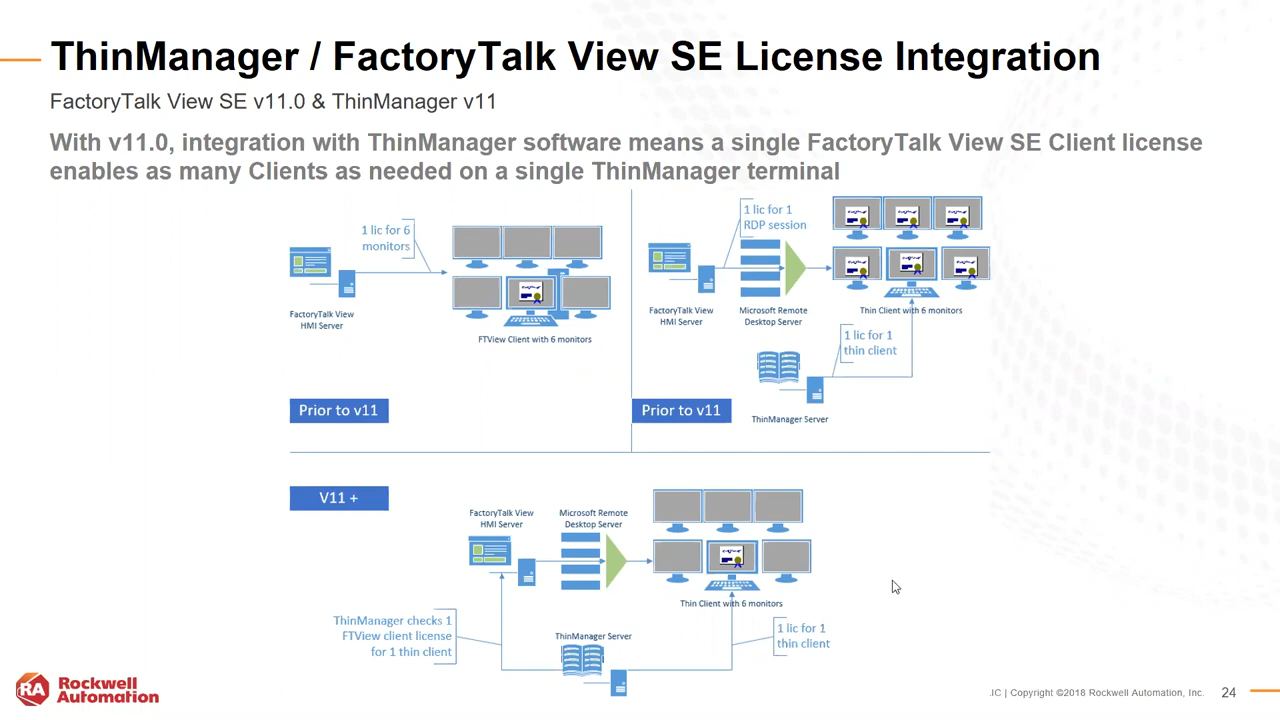 ThinManager / FactoryTalk View SE License Integration
FactoryTalk View SE v11.0 & ThinManager v11
With v11.0, integration with ThinManager software means a single FactoryTalk View SE Client license
enables as many Clients as needed on a single ThinManager terminal
1 lic for 6
monitors
FactoryTalk View
HMI Server
FTView Client with 6 monitors
Prior to v11
1 lic for 1
RDP session
FactoryTalk View
HMI Server
Microsoft Remote
Desktop Server
Thin Client with 6 monitors
1 lic for 1
thin client
ThinManager Server
Prior to v11
V11 +
FactoryTalk View
HMI Server
Microsoft Remote
Desktop Server
Thin Client with 6 monitors
ThinManager checks 1
FTView client license
for 1 thin client
ThinManager Server
1 lic for 1
thin client
RA
Rockwell
Automation
.IC | Copyright ©2018 Rockwell Automation, Inc.
24